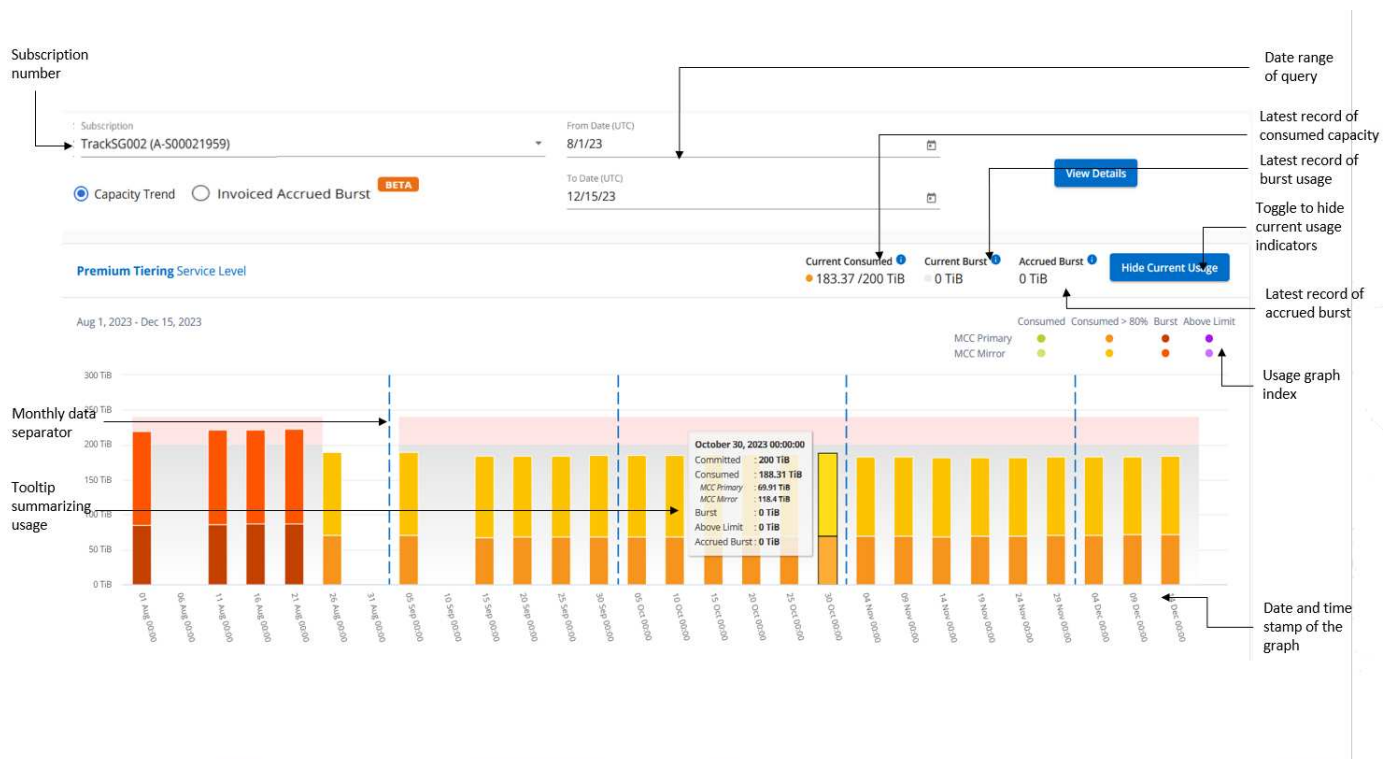 Subscription
number
Date range
of query
Latest record of
consumed capacity
Latest record of
burst usage
Toggle to hide
current usage
indicators
Latest record of
accrued burst
Usage graph
index
Subscription
TrackSG002 (A-S00021959)
From Date (UTC)
8/1/23
Capacity Trend
Invoiced Accrued Burst
BETA
To Date (UTC)
12/15/23
View Details
Premium Tiering Service Level
Current Consumed
183.37 /200 TiB
Current Burst
0 TiB
Accrued Burst
0 TiB
Hide Current Usage
Aug 1, 2023 - Dec 15, 2023
Consumed Consumed > 80% Burst Above Limit
MCC Primary
MCC Mirror
Monthly data
separator
Tooltip
summarizing
usage
300 TiB
250 TiB
200 TiB
150 TiB
100 TiB
50 TiB
0 TiB
October 30, 2023 00:00:00
Committed : 200 TiB
Consumed : 188.31 TiB
MCC Primary : 69.91 TiB
MCC Mirror : 118.4 TiB
Burst : 0 TiB
Above Limit : 0 TiB
Accrued Burst : 0 TiB
01 Aug 00:00
06 Aug 00:00
11 Aug 00:00
16 Aug 00:00
21 Aug 00:00
26 Aug 00:00
31 Aug 00:00
05 Sep 00:00
10 Sep 00:00
15 Sep 00:00
20 Sep 00:00
25 Sep 00:00
30 Sep 00:00
05 Oct 00:00
10 Oct 00:00
15 Oct 00:00
20 Oct 00:00
25 Oct 00:00
30 Oct 00:00
04 Nov 00:00
09 Nov 00:00
14 Nov 00:00
19 Nov 00:00
24 Nov 00:00
29 Nov 00:00
04 Dec 00:00
09 Dec 00:00
Dec 00:00
Date and time
stamp of the
graph